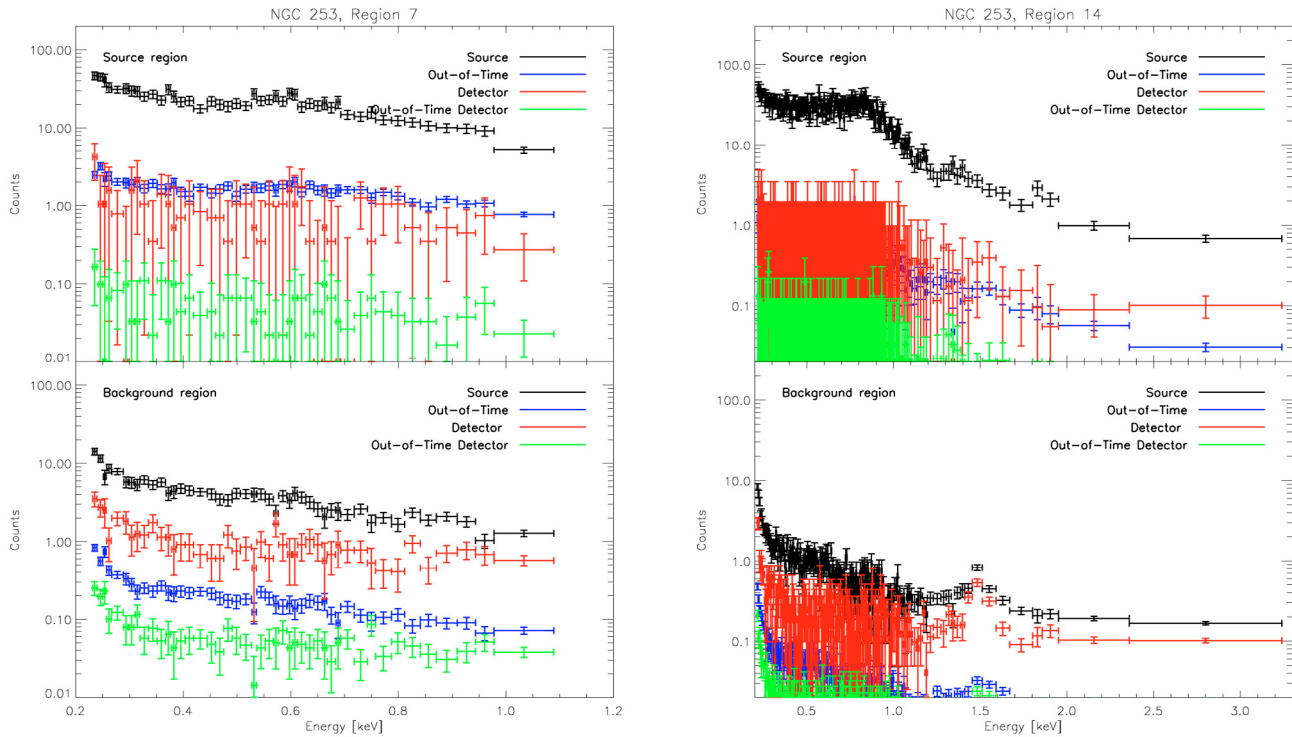 NGC 253, Region 7
100.00
Source region
Source
Out-of-Time
Detector
Out-of-Time Detector
10.00
1.00
0.10
0.01
Counts
Background region
Source
Out-of-Time
Detector
Out-of-Time Detector
100.00
10.00
1.00
0.10
0.01
Counts
0.2
0.4
0.6
0.8
1.0
1.2
Energy [keV]
NGC 253, Region 14
100.0
Source region
Source
Out-of-Time
Detector
Out-of-Time Detector
10.0
1.0
0.1
Counts
Background region
Source
Out-of-Time
Detector
Out-of-Time Detector
100.0
10.0
1.0
0.1
Counts
0.5
1.0
1.5
2.0
2.5
3.0
Energy [keV]